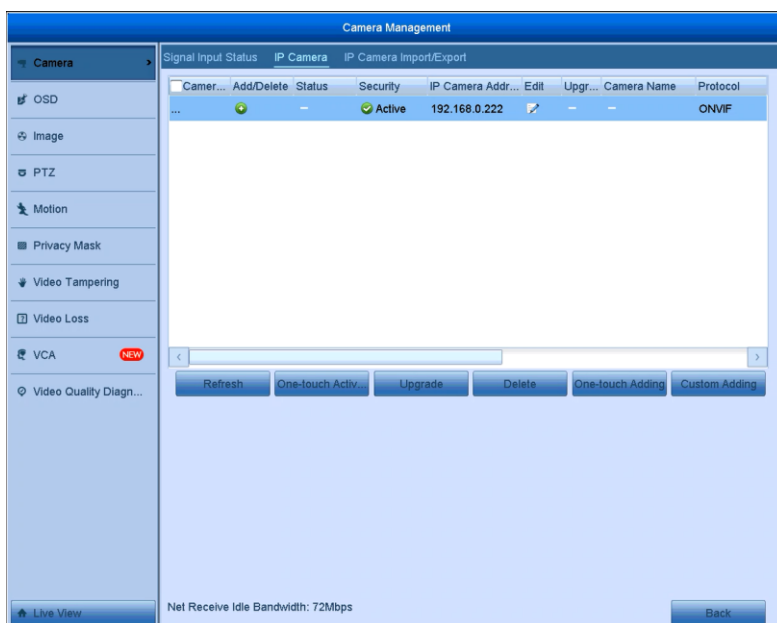 Camera Management
Camera
OSD
Image
PTZ
Motion
Privacy Mask
Video Tampering
Video Loss
VCA NEW
Video Quality Diagn...
Live View
Signal Input Status IP Camera IP Camera Import/Export
Camer... Add/Delete Status Security IP Camera Addr... Edit Upgr... Camera Name Protocol
... – Active 192.168.0.222 – – ONVIF
Refresh One-touch Activ... Upgrade Delete One-touch Adding Custom Adding
Net Receive Idle Bandwidth: 72Mbps
Back